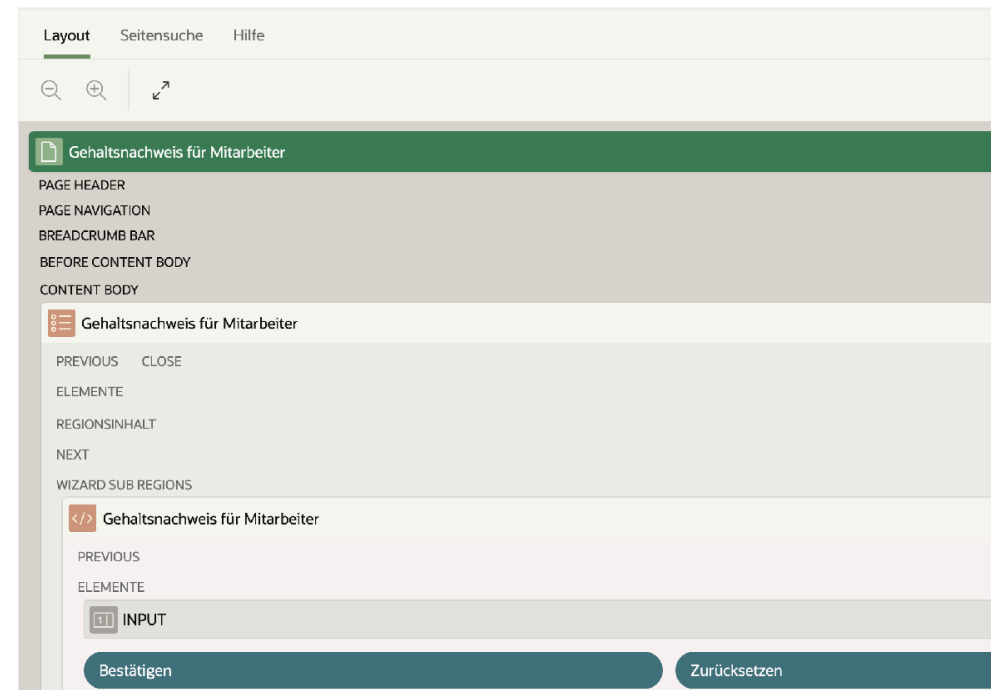 Layout Seitensuche Hilfe
Gehaltsnachweis für Mitarbeiter
PAGE HEADER
PAGE NAVIGATION
BREADCRUMB BAR
BEFORE CONTENT BODY
CONTENT BODY
Gehaltsnachweis für Mitarbeiter
PREVIOUS CLOSE
ELEMENTE
REGIONSINHALT
NEXT
WIZARD SUB REGIONS
Gehaltsnachweis für Mitarbeiter
PREVIOUS
ELEMENTE
INPUT
Bestätigen Zurücksetzen